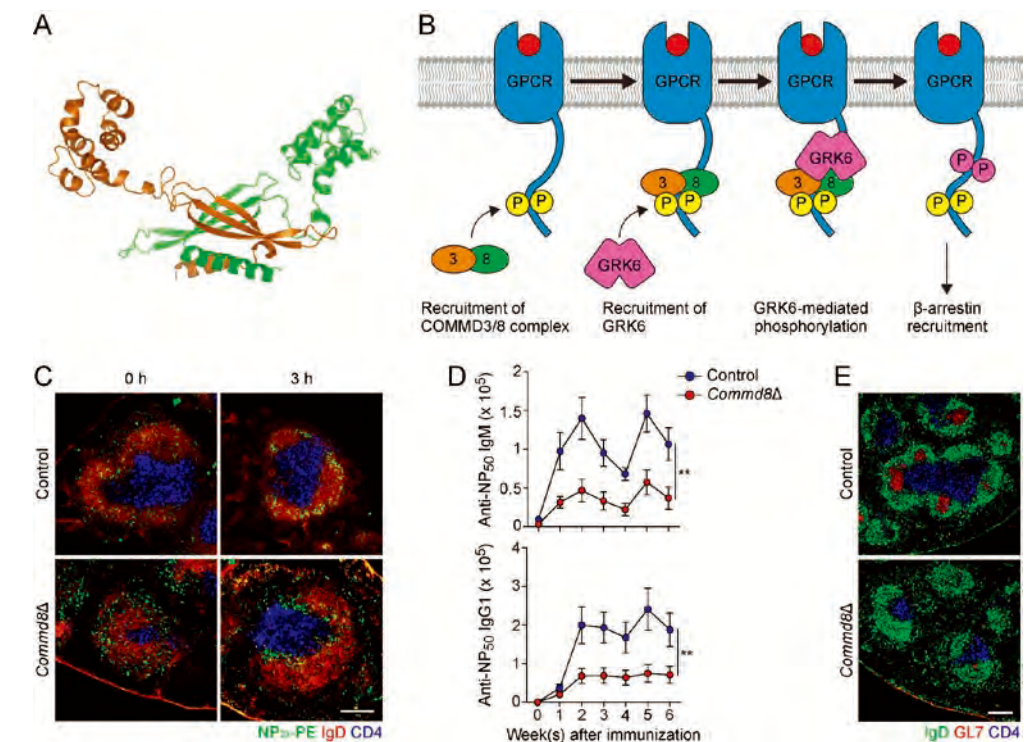 A
B
GPCR
GPCR
GPCR
GPCR
GRK6
P
P
3
8
3
8
P
P
P
P
P
P
P
P
3
8
GRK6
Recruitment of
COMMD3/8 complex
Recruitment of
GRK6
GRK6-mediated
phosphorylation
β-arrestin
recruitment
C
0 h
3 h
Control
Commd8Δ
NP₂₀-PE IgD CD4
D
Control
Commd8Δ
Anti-NP₅₀ IgM (x 10⁵)
2
1.5
1
0.5
0
**
Anti-NP₅₀ IgG1 (x 10⁵)
4
3
2
1
0
**
0 1 2 3 4 5 6
Week(s) after immunization
E
Control
Commd8Δ
IgD GL7 CD4